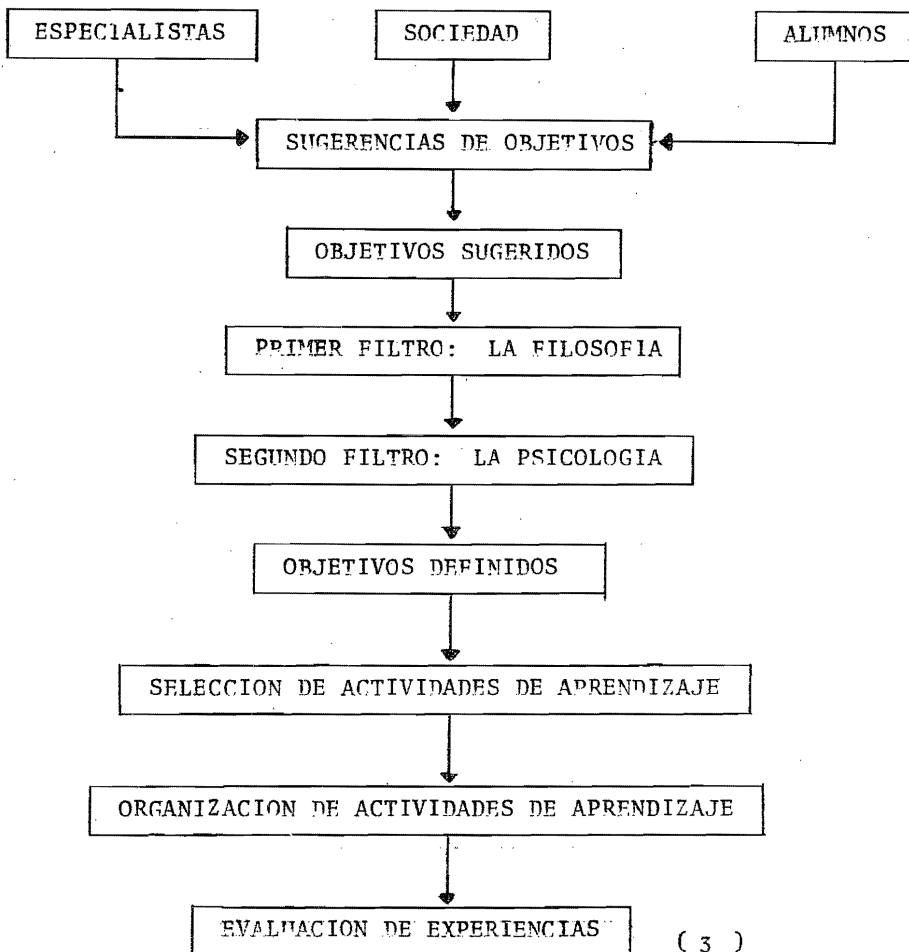 ESPECIALISTAS SOCIEDAD ALUMNOS
SUGERENCIAS DE OBJETIVOS
OBJETIVOS SUGERIDOS
PRIMER FILTRO: LA FILOSOFIA
SEGUNDO FILTRO: LA PSICOLOGIA
OBJETIVOS DEFINIDOS
SELECCION DE ACTIVIDADES DE APRENDIZAJE
ORGANIZACION DE ACTIVIDADES DE APRENDIZAJE
EVALUACION DE EXPERIENCIAS
( 3 )